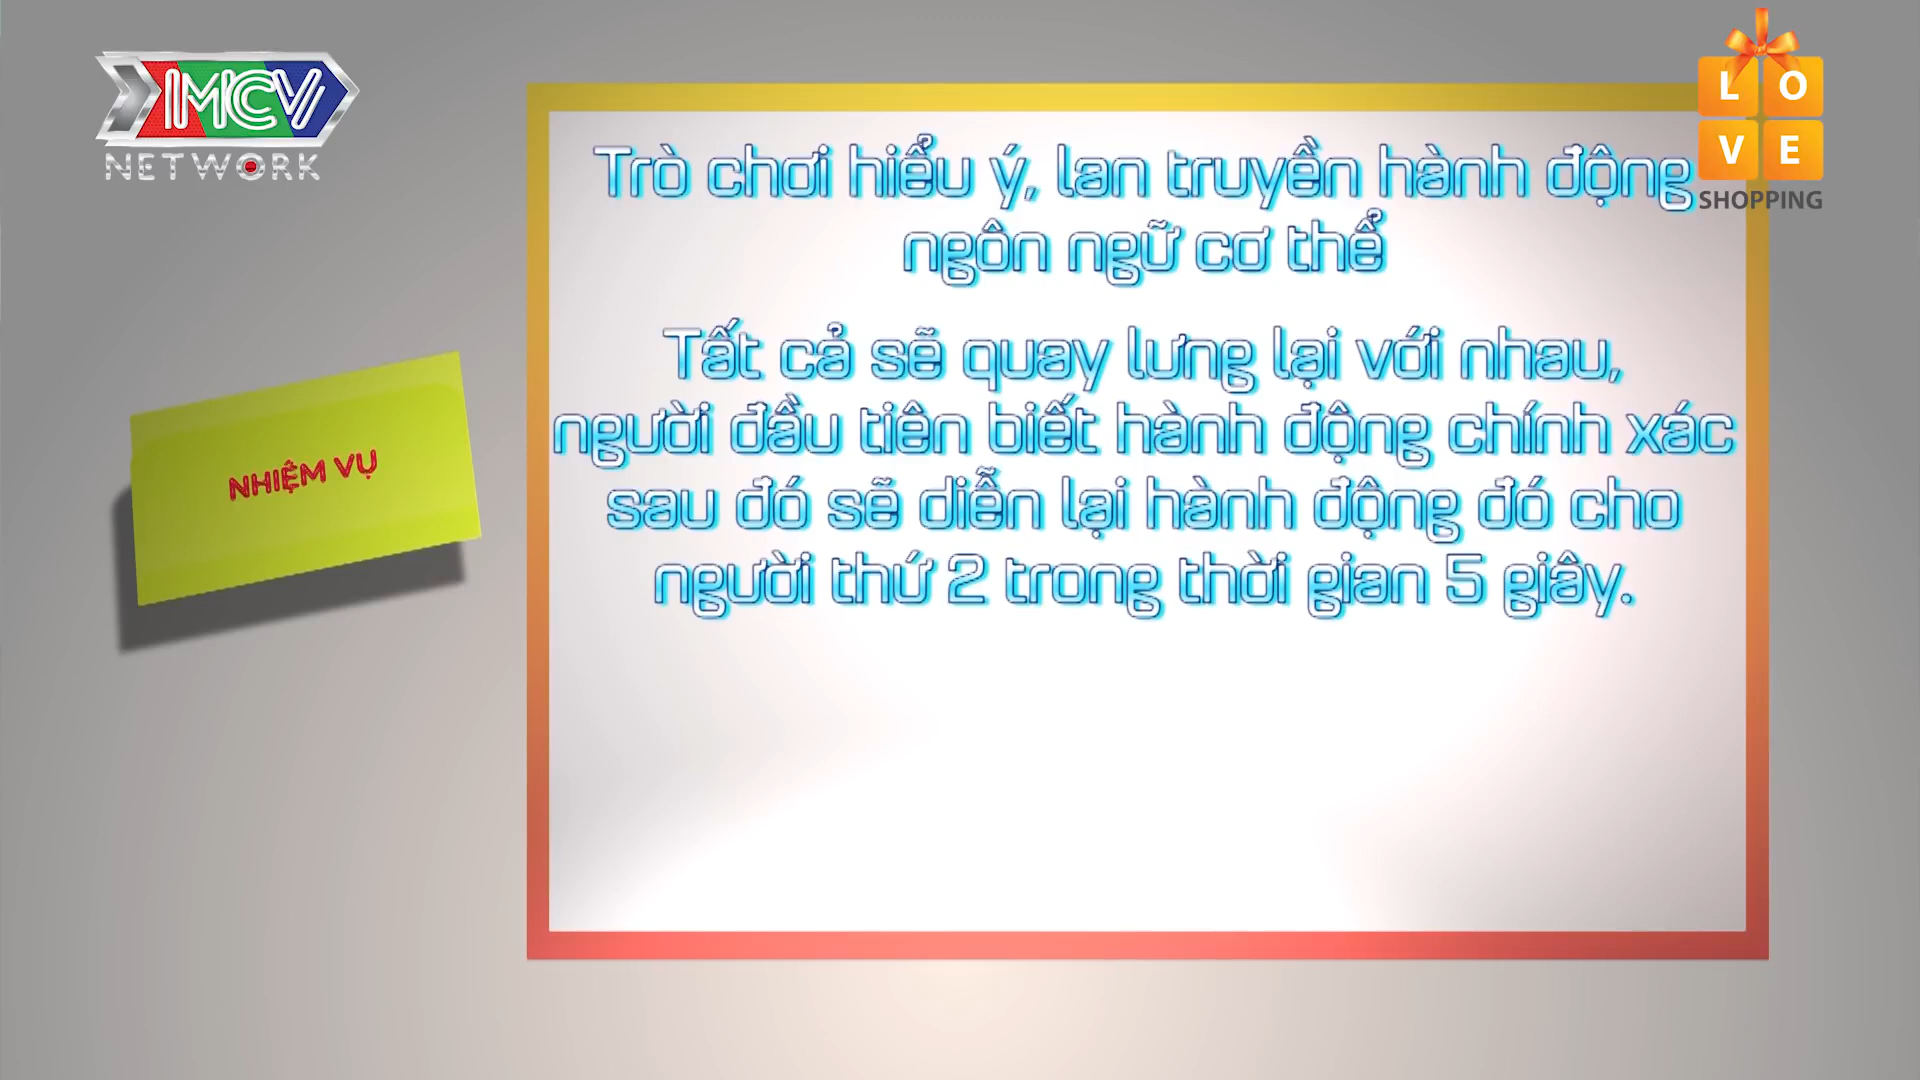 MCV
NETWORK
LO
VE
SHOPPING
NHIỆM VỤ
Trò chơi hiểu ý, lan truyền hành động
ngôn ngữ cơ thể
Tất cả sẽ quay lưng lại với nhau,
người đầu tiên biết hành động chính xác
sau đó sẽ diễn lại hành động đó cho
người thứ 2 trong thời gian 5 giây.